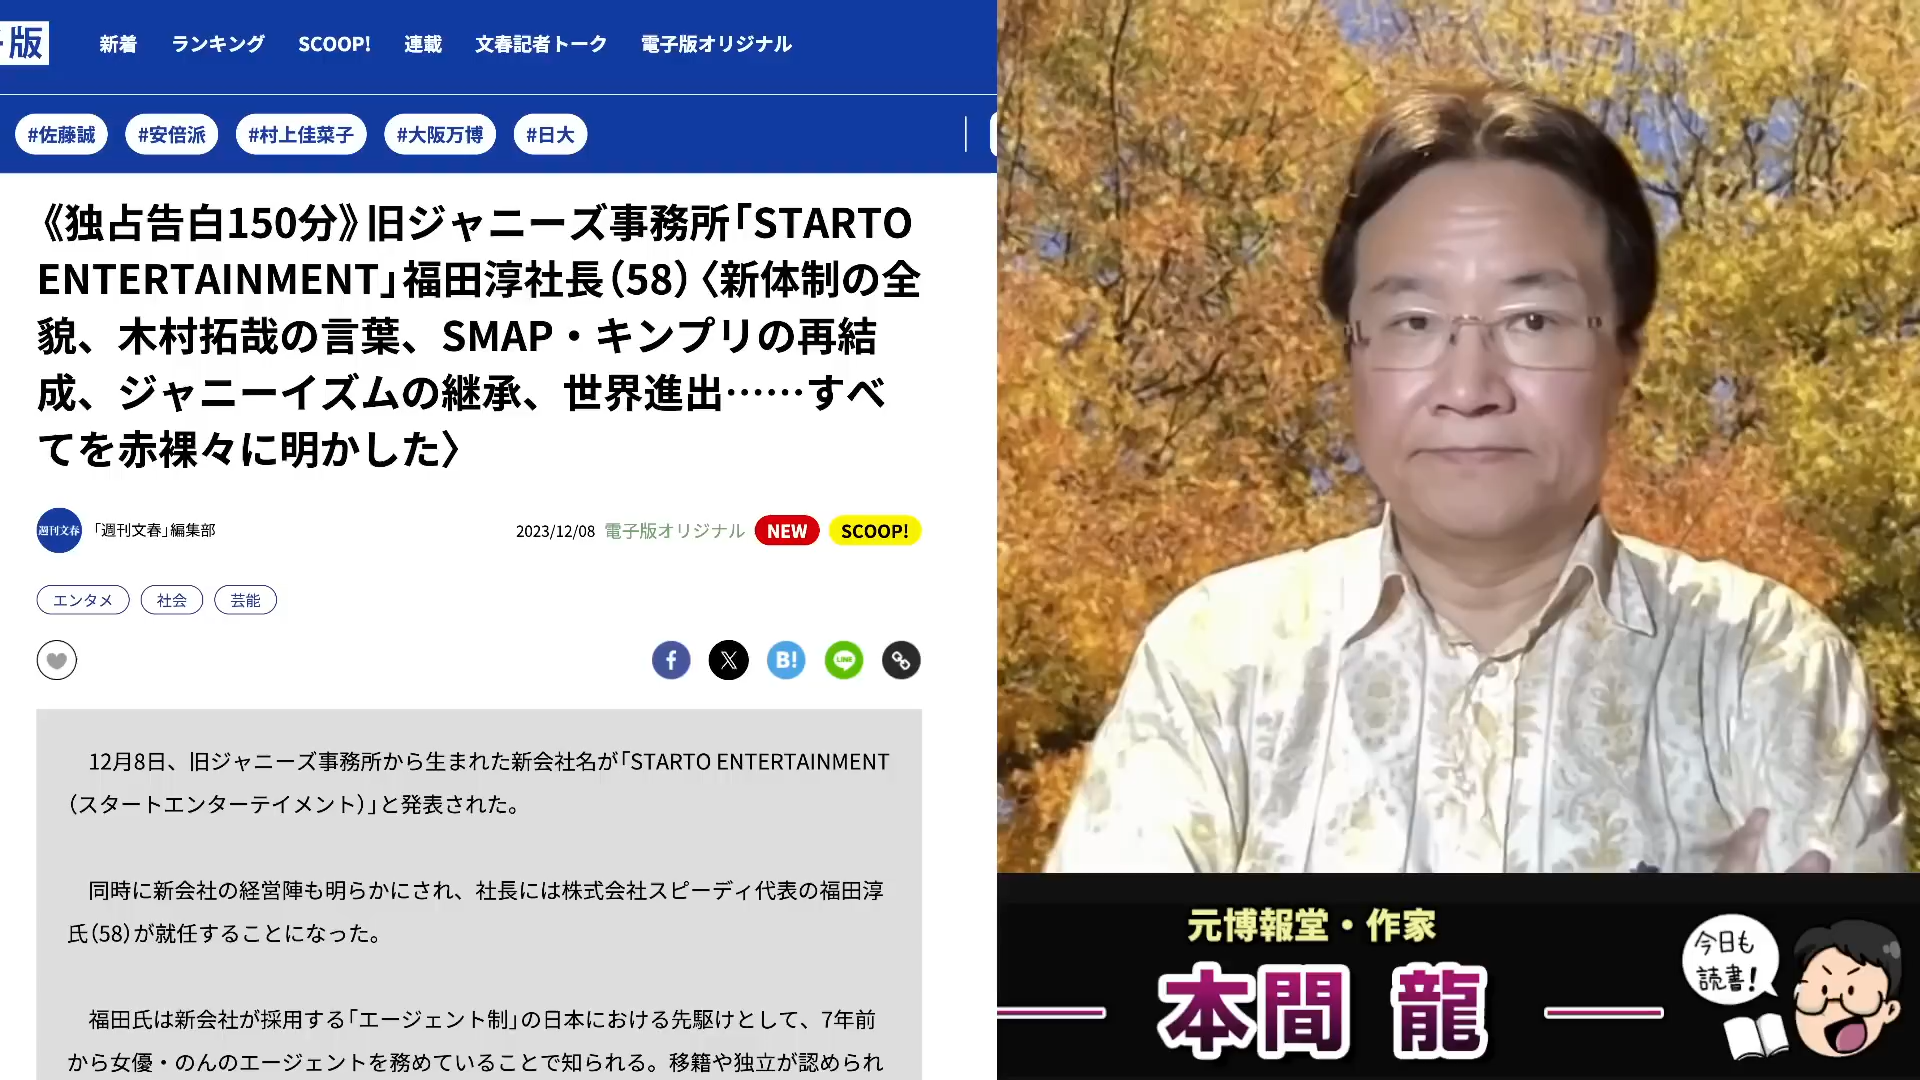 版
新着 ランキング SCOOP! 連載 文春記者トーク 電子版オリジナル
#佐藤誠 #安倍派 #村上佳菜子 #大阪万博 #日大
《独占告白150分》旧ジャニーズ事務所「STARTO
ENTERTAINMENT」福田淳社長(58)〈新体制の全
貌、木村拓哉の言葉、SMAP・キンプリの再結
成、ジャニーイズムの継承、世界進出……すべ
てを赤裸々に明かした〉
週刊文春 「週刊文春」編集部 2023/12/08 電子版オリジナル NEW SCOOP!
エンタメ 社会 芸能
f X B! LINE
12月8日、旧ジャニーズ事務所から生まれた新会社名が「STARTO ENTERTAINMENT
(スタートエンターテイメント)」と発表された。
同時に新会社の経営陣も明らかにされ、社長には株式会社スピーディ代表の福田淳
氏(58)が就任することになった。
福田氏は新会社が採用する「エージェント制」の日本における先駆けとして、7年前
から女優・のんのエージェントを務めていることで知られる。移籍や独立が認められ
元博報堂・作家
本間 龍
今日も
読書!